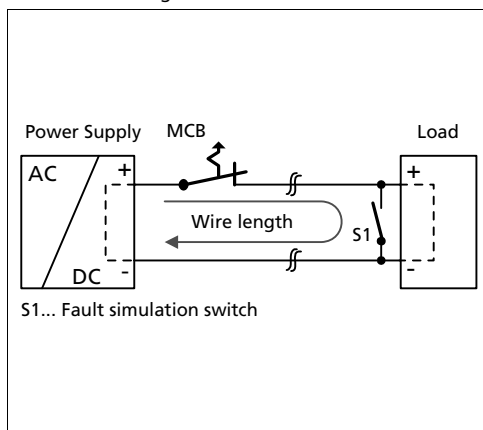 Power Supply MCB Load
AC + +
Wire length
S1
DC - -
S1... Fault simulation switch